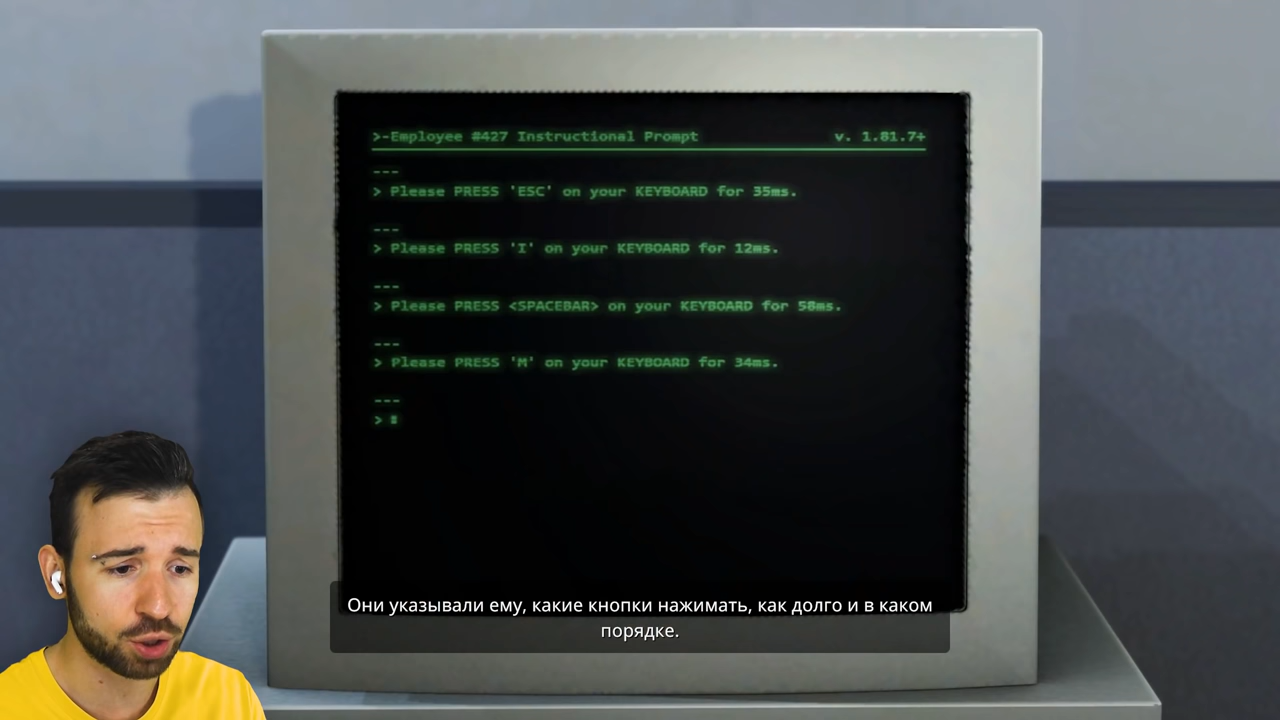 >-Employee #427 Instructional Prompt v. 1.81.7+
---
> Please PRESS 'ESC' on your KEYBOARD for 35ms.
---
> Please PRESS 'I' on your KEYBOARD for 12ms.
---
> Please PRESS <SPACEBAR> on your KEYBOARD for 58ms.
---
> Please PRESS 'M' on your KEYBOARD for 34ms.
---
>
Они указывали ему, какие кнопки нажимать, как долго и в каком
порядке.